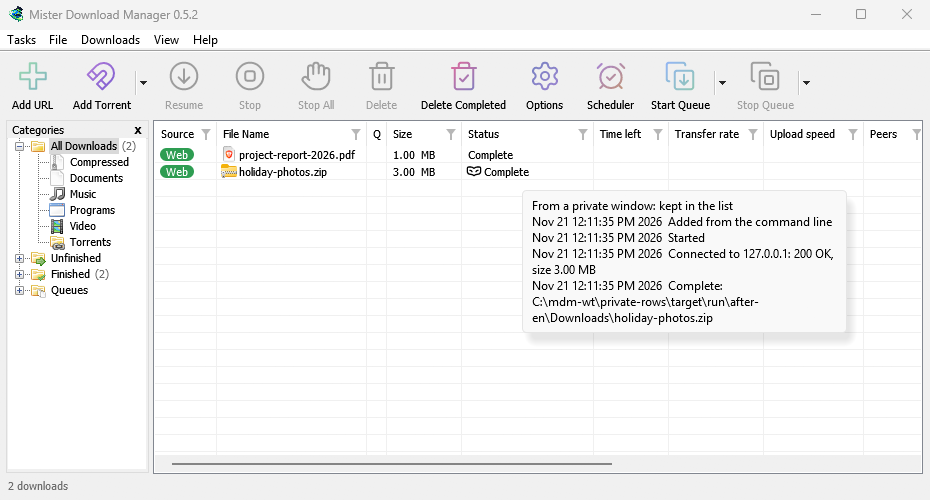 Mister Download Manager 0.5.2
Tasks File Downloads View Help
Add URL Add Torrent Resume Stop Stop All Delete Delete Completed Options Scheduler Start Queue Stop Queue
Categories x
All Downloads (2)
Compressed
Documents
Music
Programs
Video
Torrents
Unfinished
Finished (2)
Queues
Source File Name Q Size Status Time left Transfer rate Upload speed Peers
Web project-report-2026.pdf 1.00 MB Complete
Web holiday-photos.zip 3.00 MB Complete
From a private window: kept in the list
Nov 21 12:11:35 PM 2026 Added from the command line
Nov 21 12:11:35 PM 2026 Started
Nov 21 12:11:35 PM 2026 Connected to 127.0.0.1: 200 OK,
size 3.00 MB
Nov 21 12:11:35 PM 2026 Complete:
C:\mdm-wt\private-rows\target\run\after-
en\Downloads\holiday-photos.zip
2 downloads